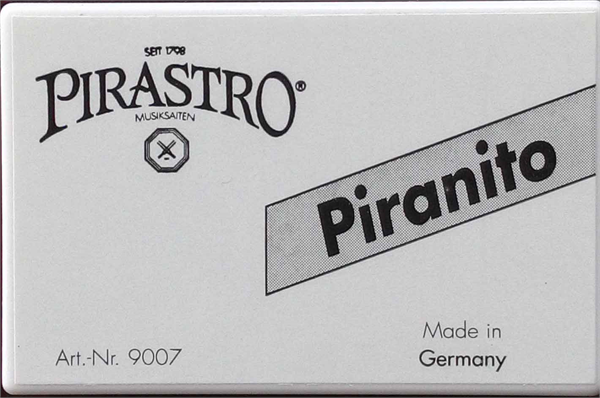 SEIT 1798
PIRASTRO®
MUSIKSAITEN
Piranito
Art.-Nr. 9007
Made in
Germany